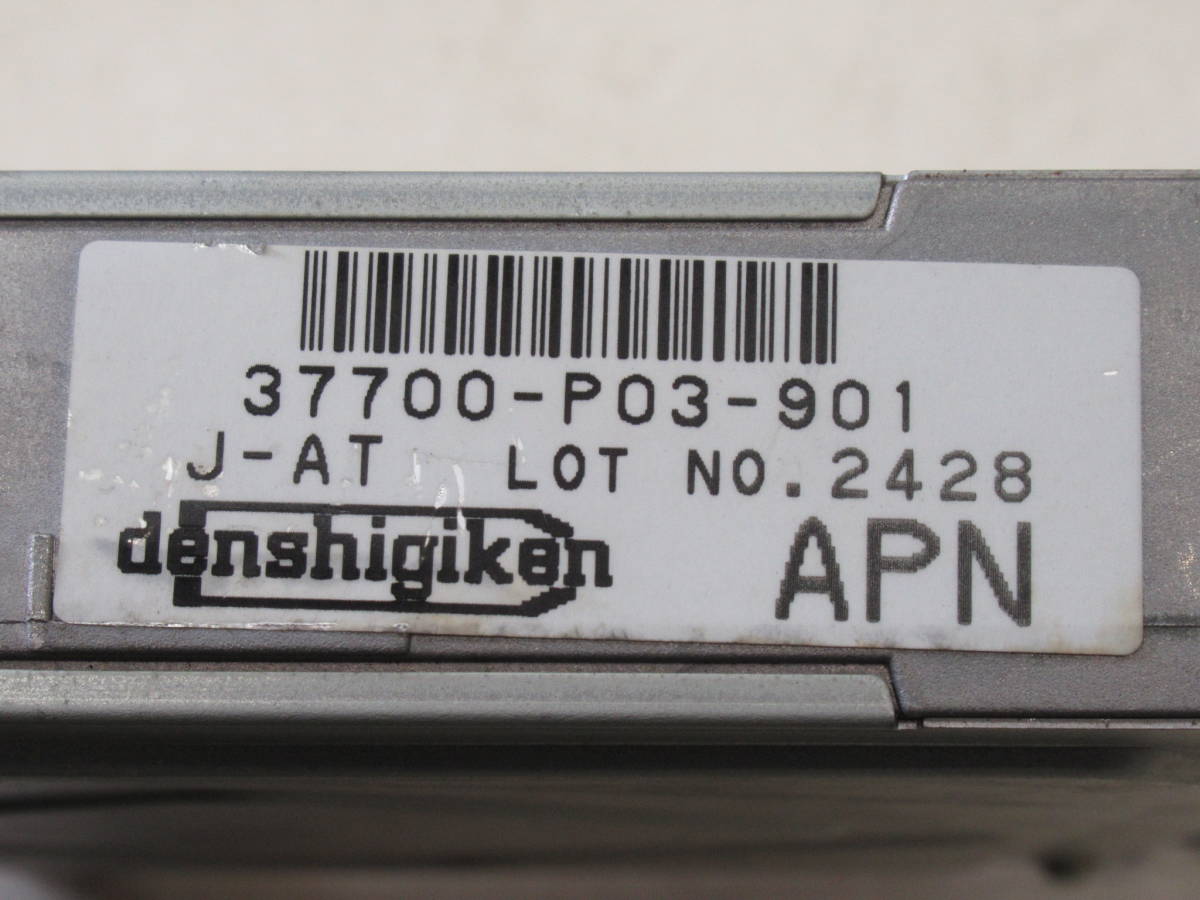 37700-P03-901
J-AT LOT NO.2428
denshigiken
APN